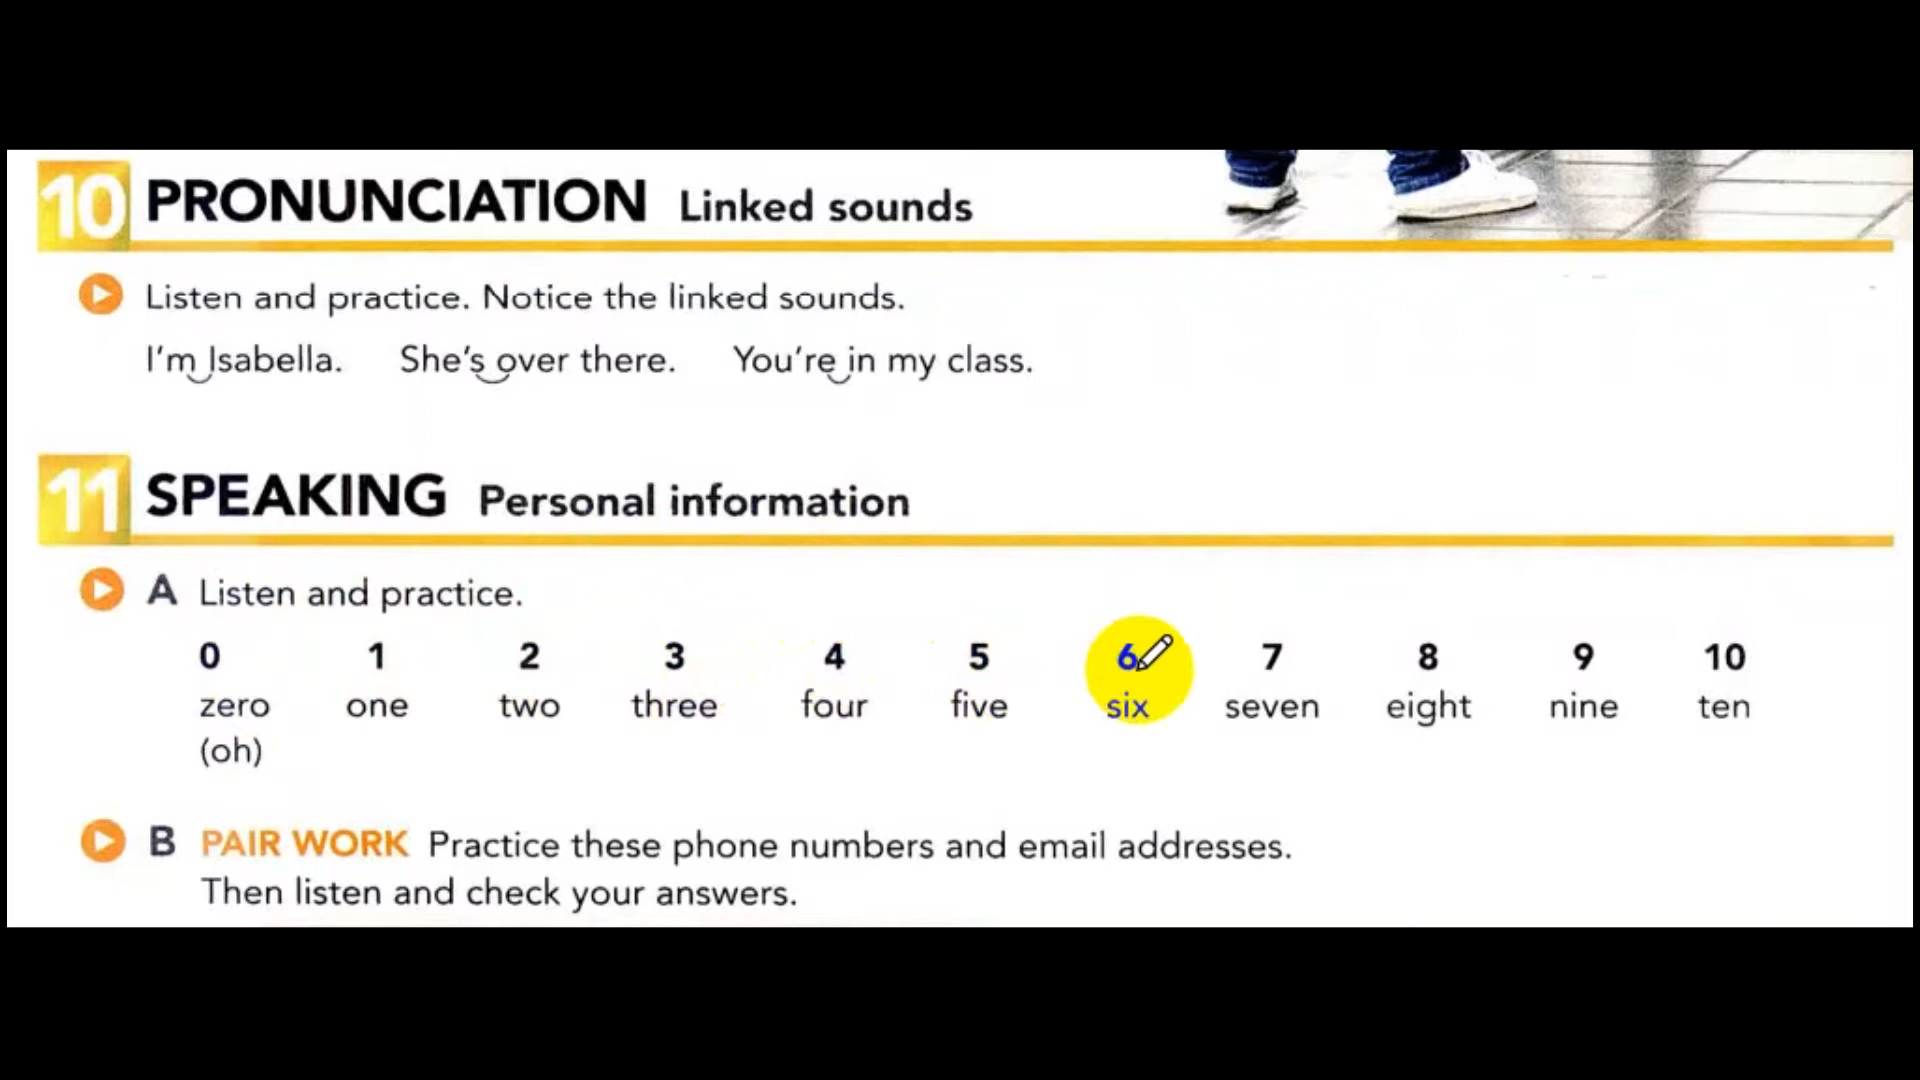 10 PRONUNCIATION Linked sounds
Listen and practice. Notice the linked sounds.
I'm Isabella. She's over there. You're in my class.
11 SPEAKING Personal information
A Listen and practice.
0 1 2 3 4 5 6 7 8 9 10
zero one two three four five six seven eight nine ten
(oh)
B PAIR WORK Practice these phone numbers and email addresses.
Then listen and check your answers.